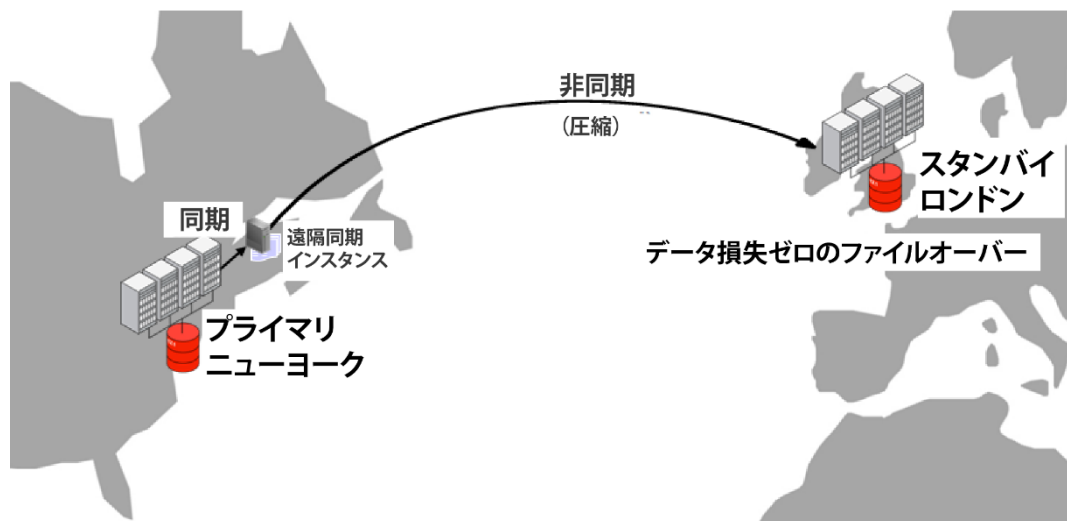 非同期
（圧縮）
スタンバイ
ロンドン
同期
遠隔同期
インスタンス
データ損失ゼロのファイルオーバー
プライマリ
ニューヨーク